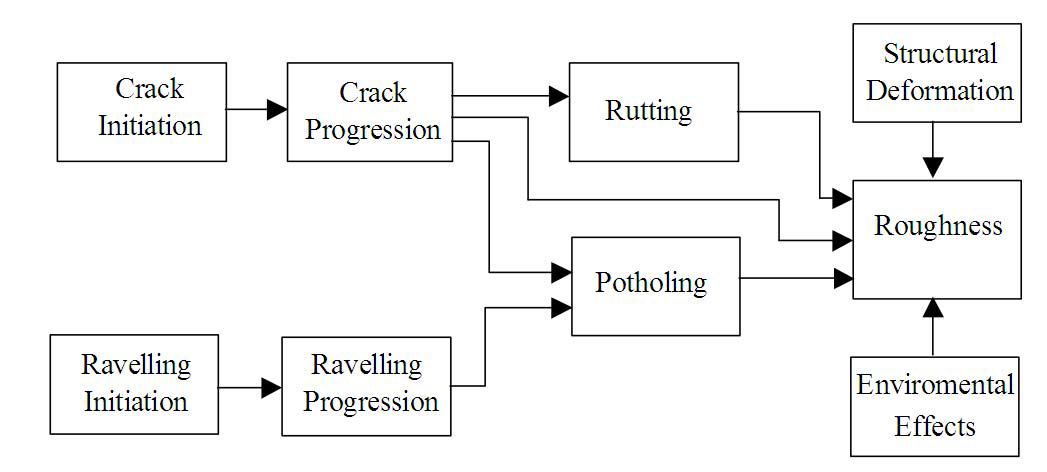 Crack
Initiation
Crack
Progression
Rutting
Structural
Deformation
Roughness
Potholing
Ravelling
Initiation
Ravelling
Progression
Enviromental
Effects